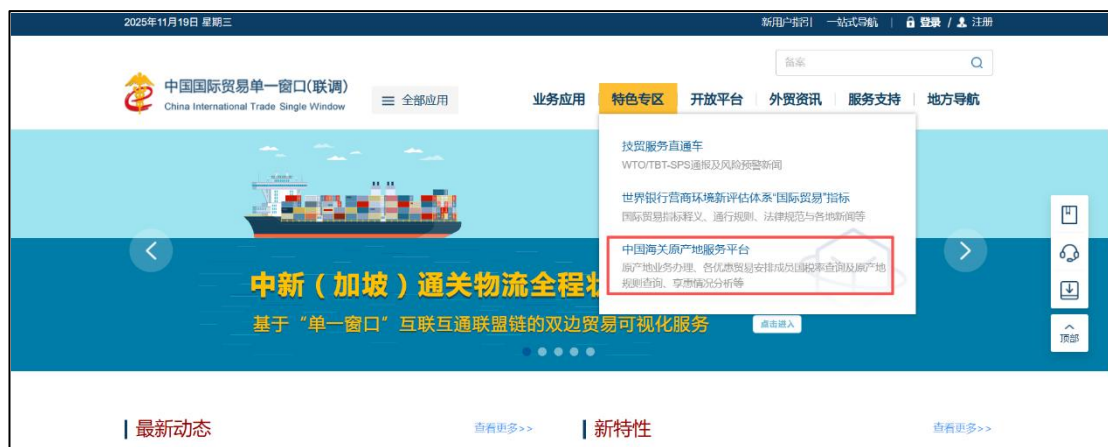 2025年11月19日 星期三
新用户指引 一站式导航 | 登录 / 注册
备案
中国国际贸易单一窗口(联调)
China International Trade Single Window
全部应用
业务应用 特色专区 开放平台 外贸资讯 服务支持 地方导航
技贸服务直通车
WTO/TBT-SPS通报及风险预警新闻
世界银行营商环境新评估体系“国际贸易”指标
国际贸易指标释义、通行规则、法律规范与各地新闻等
中国海关原产地服务平台
原产地业务办理、各优惠贸易安排成员国税率查询及原产地
规则查询、享惠情况分析等
中新（加坡）通关物流全程状
基于“单一窗口”互联互通联盟链的双边贸易可视化服务
点击进入
顶部
最新动态 查看更多>>
新特性 查看更多>>